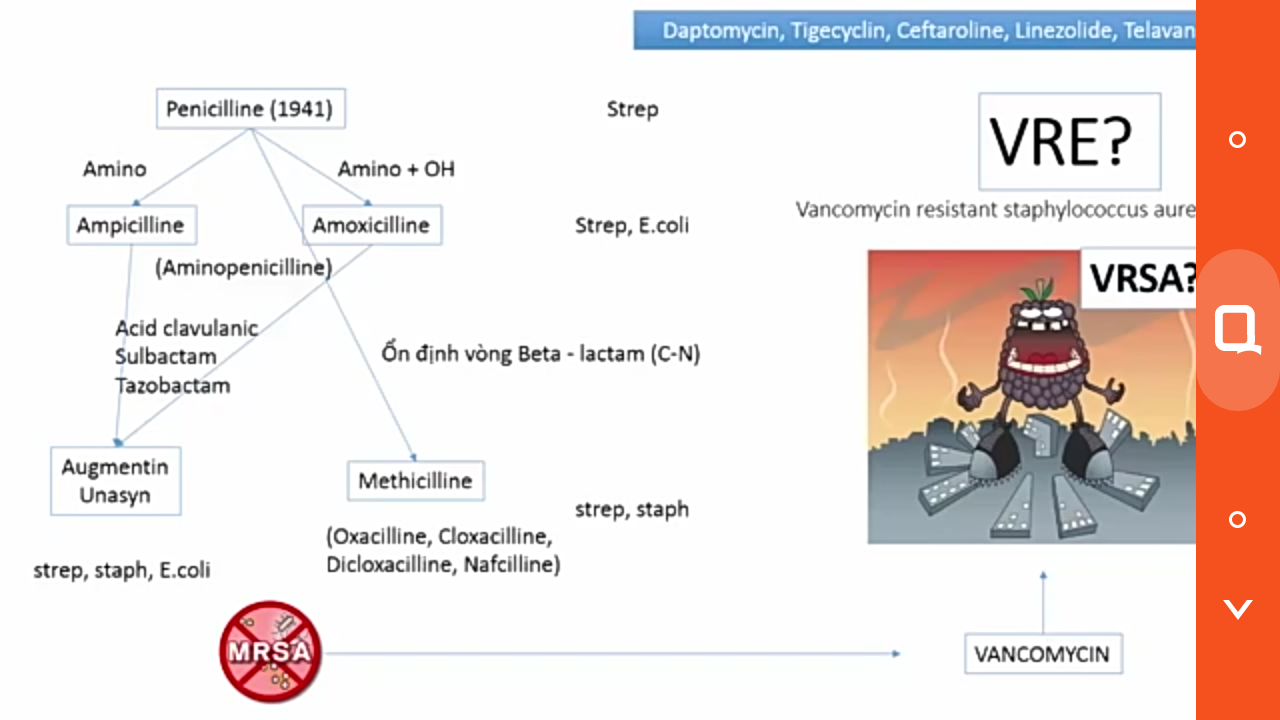 Daptomycin, Tigecyclin, Ceftaroline, Linezolide, Telavan
Penicilline (1941)
Strep
VRE?
Amino
Amino + OH
Ampicilline
Amoxicilline
Strep, E.coli
Vancomycin resistant staphylococcus aure
(Aminopenicilline)
VRSA?
Acid clavulanic
Sulbactam
Tazobactam
Ổn định vòng Beta - lactam (C-N)
Augmentin
Unasyn
Methicilline
strep, staph
(Oxacilline, Cloxacilline,
Dicloxacilline, Nafcilline)
strep, staph, E.coli
MRSA
VANCOMYCIN